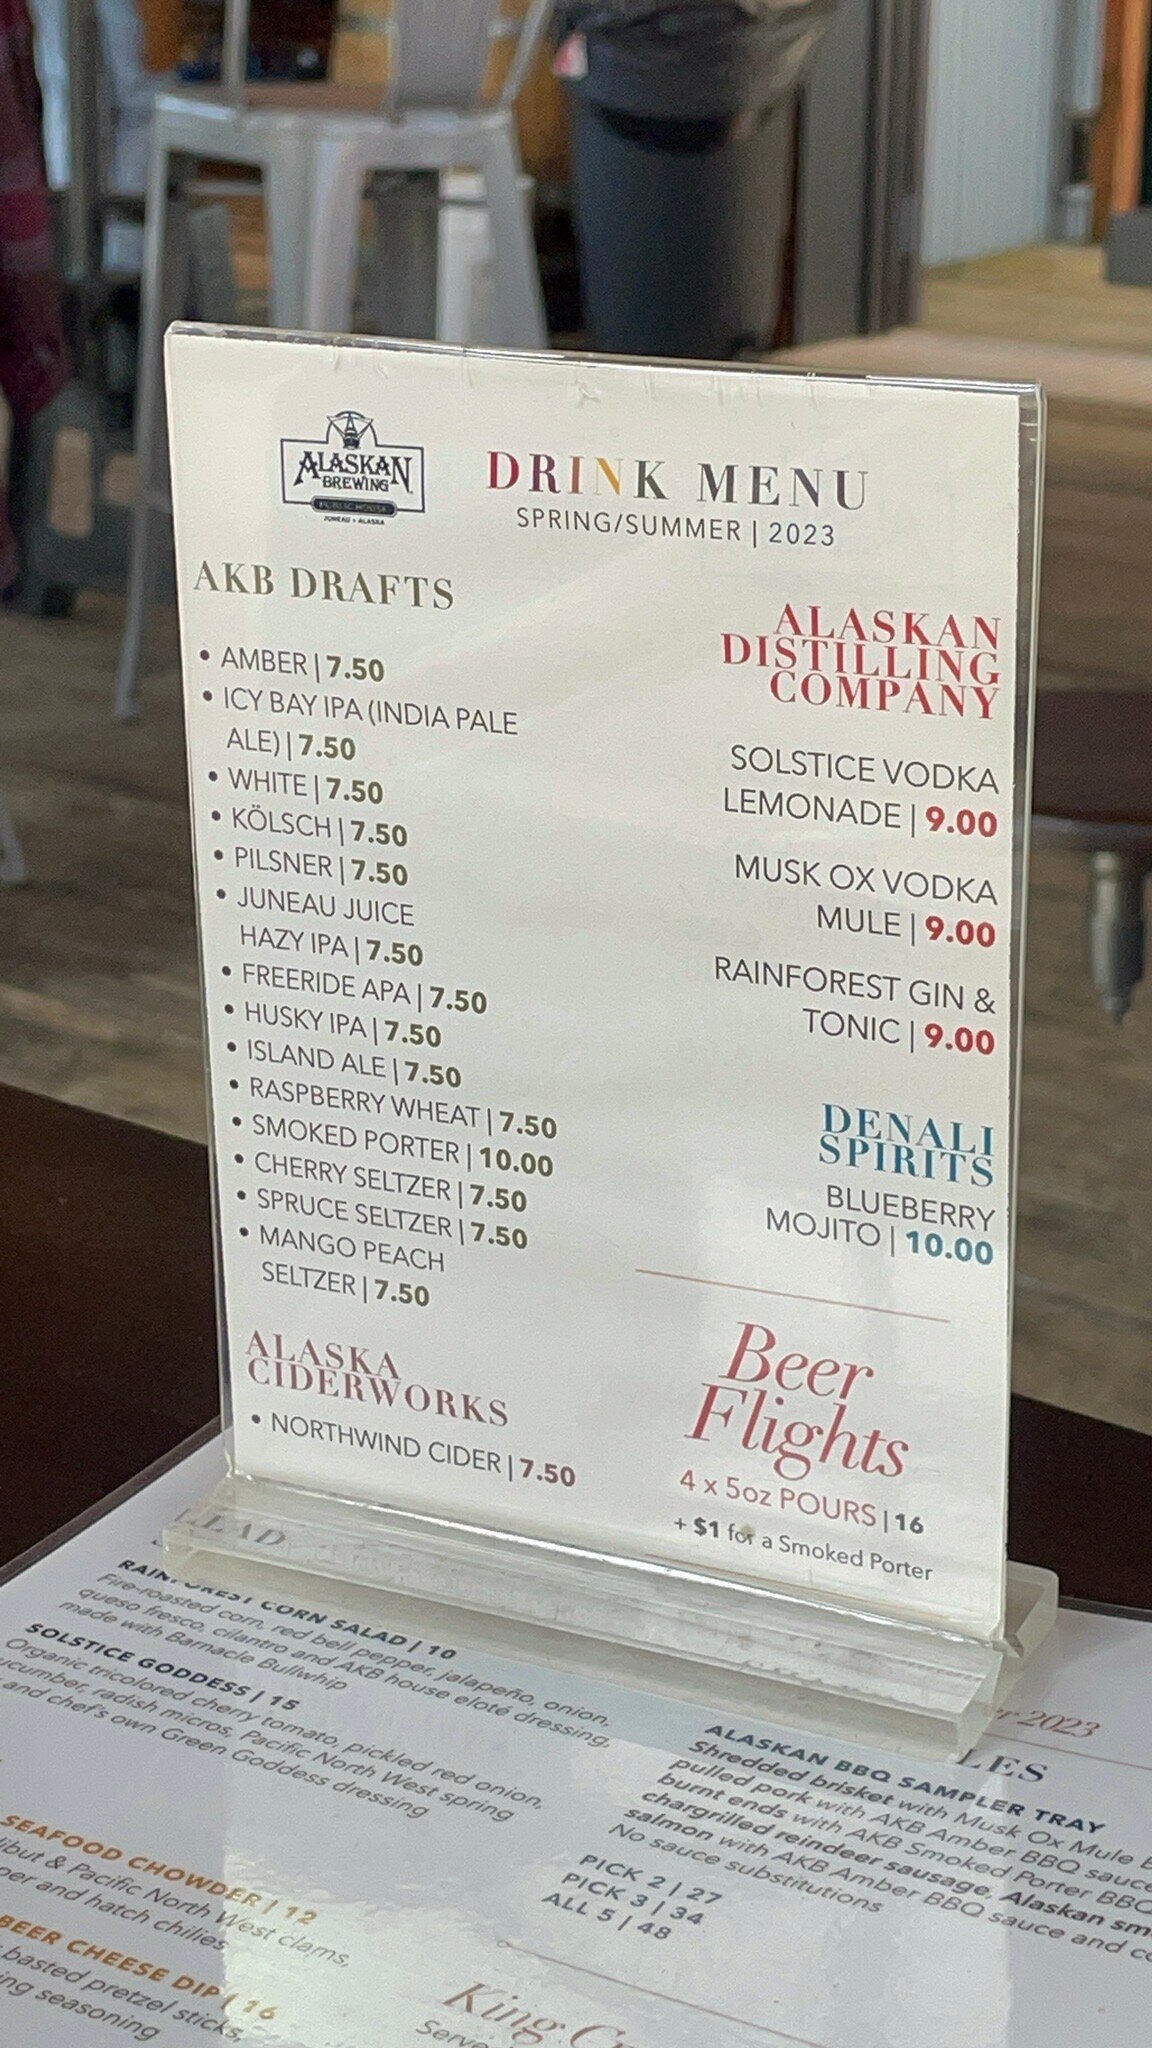 ALASKAN
BREWING
PUBLIC HOUSE
JUNEAU • ALASKA
DRINK MENU
SPRING/SUMMER | 2023
AKB DRAFTS
• AMBER | 7.50
• ICY BAY IPA (INDIA PALE
ALE) | 7.50
• WHITE | 7.50
• KÖLSCH | 7.50
• PILSNER | 7.50
• JUNEAU JUICE
HAZY IPA | 7.50
• FREERIDE APA | 7.50
• HUSKY IPA | 7.50
• ISLAND ALE | 7.50
• RASPBERRY WHEAT | 7.50
• SMOKED PORTER | 10.00
• CHERRY SELTZER | 7.50
• SPRUCE SELTZER | 7.50
• MANGO PEACH
SELTZER | 7.50
ALASKA
CIDERWORKS
• NORTHWIND CIDER | 7.50
ALASKAN
DISTILLING
COMPANY
SOLSTICE VODKA
LEMONADE | 9.00
MUSK OX VODKA
MULE | 9.00
RAINFOREST GIN &
TONIC | 9.00
DENALI
SPIRITS
BLUEBERRY
MOJITO | 10.00
Beer
Flights
4 x 5oz POURS | 16
+ $1 for a Smoked Porter
RAINFOREST CORN SALAD | 10
Fire-roasted corn, red bell pepper, jalapeño, onion,
queso fresco, cilantro and AKB house eloté dressing,
made with Barnacle Bullwhip
SOLSTICE GODDESS | 15
Organic tricolored cherry tomato, pickled red onion,
cucumber, radish micros, Pacific North West spring
and chef's own Green Goddess dressing
SEAFOOD CHOWDER | 12
& Pacific North West clams,
and hatch chilies
BEER CHEESE DIP | 16
basted pretzel sticks,
seasoning
2023
ALASKAN BBQ SAMPLER TRAY
Shredded brisket with Musk Ox Mule
pulled pork with AKB Amber BBQ sauce
burnt ends with AKB Smoked Porter BBQ
chargrilled reindeer sausage, Alaskan
salmon with AKB Amber BBQ sauce and
No sauce substitutions
PICK 2 | 27
PICK 3 | 34
ALL 5 | 48
King